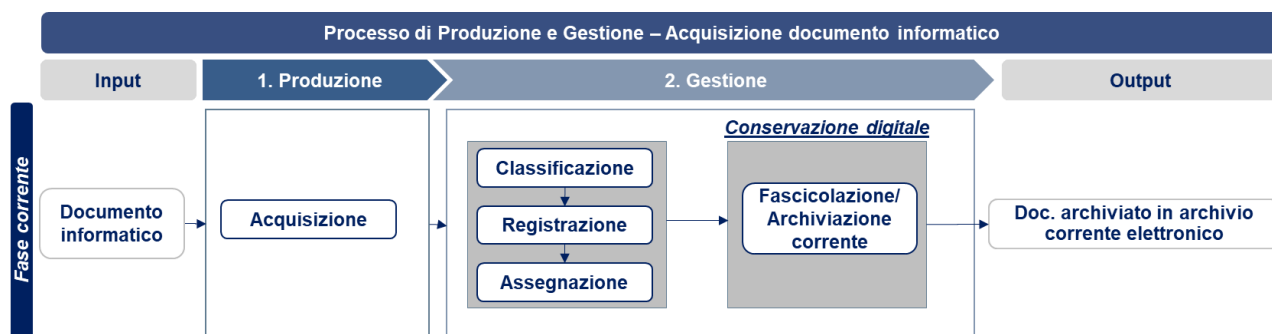 Processo di Produzione e Gestione – Acquisizione documento informatico
Input
1. Produzione
2. Gestione
Output
Fase corrente
Documento
informatico
Acquisizione
Classificazione
Registrazione
Assegnazione
Conservazione digitale
Fascicolazione/
Archiviazione
corrente
Doc. archiviato in archivio
corrente elettronico